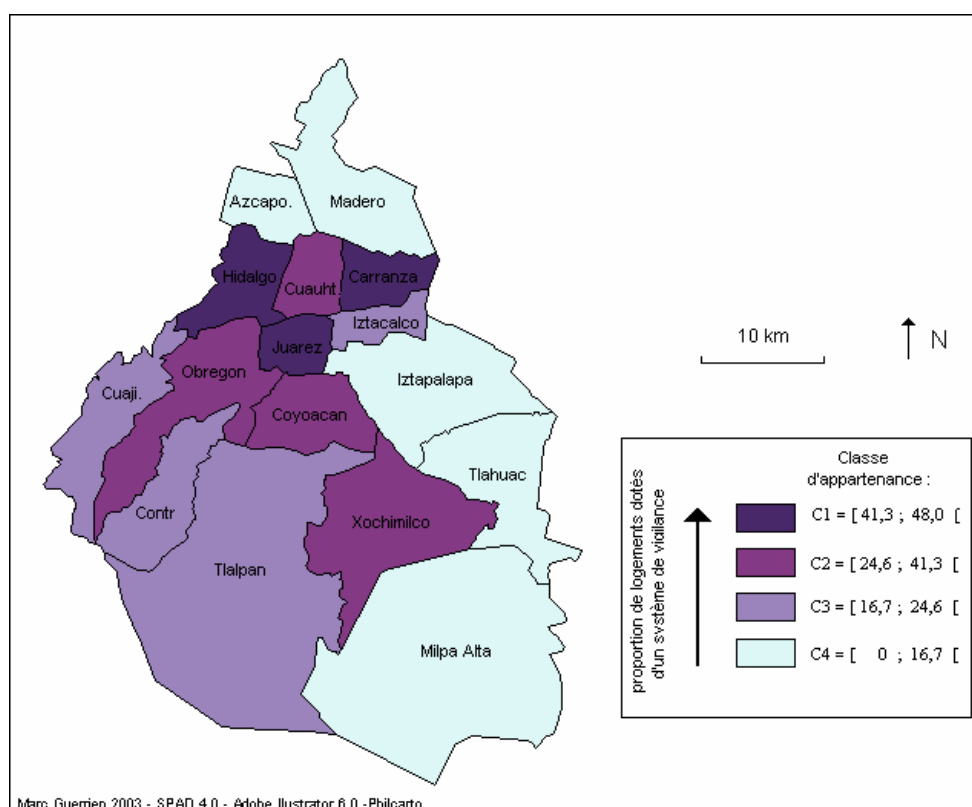 Azcapo.
Madero
Hidalgo
Cuauht.
Carranza
Iztacalco
Juarez
Obregon
Cuaji.
Iztapalapa
Coyoacan
Tlahuac
Contr
Xochimilco
Tlalpan
Milpa Alta
10 km
N
proportion de logements dotés
d'un système de vigilance
Classe
d'appartenance :
C1 = [ 41,3 ; 48,0 [
C2 = [ 24,6 ; 41,3 [
C3 = [ 16,7 ; 24,6 [
C4 = [ 0 ; 16,7 [
Marc Guerrien 2003 - SPAD 4.0 - Adobe Ilustrator 6.0 -Philcarto